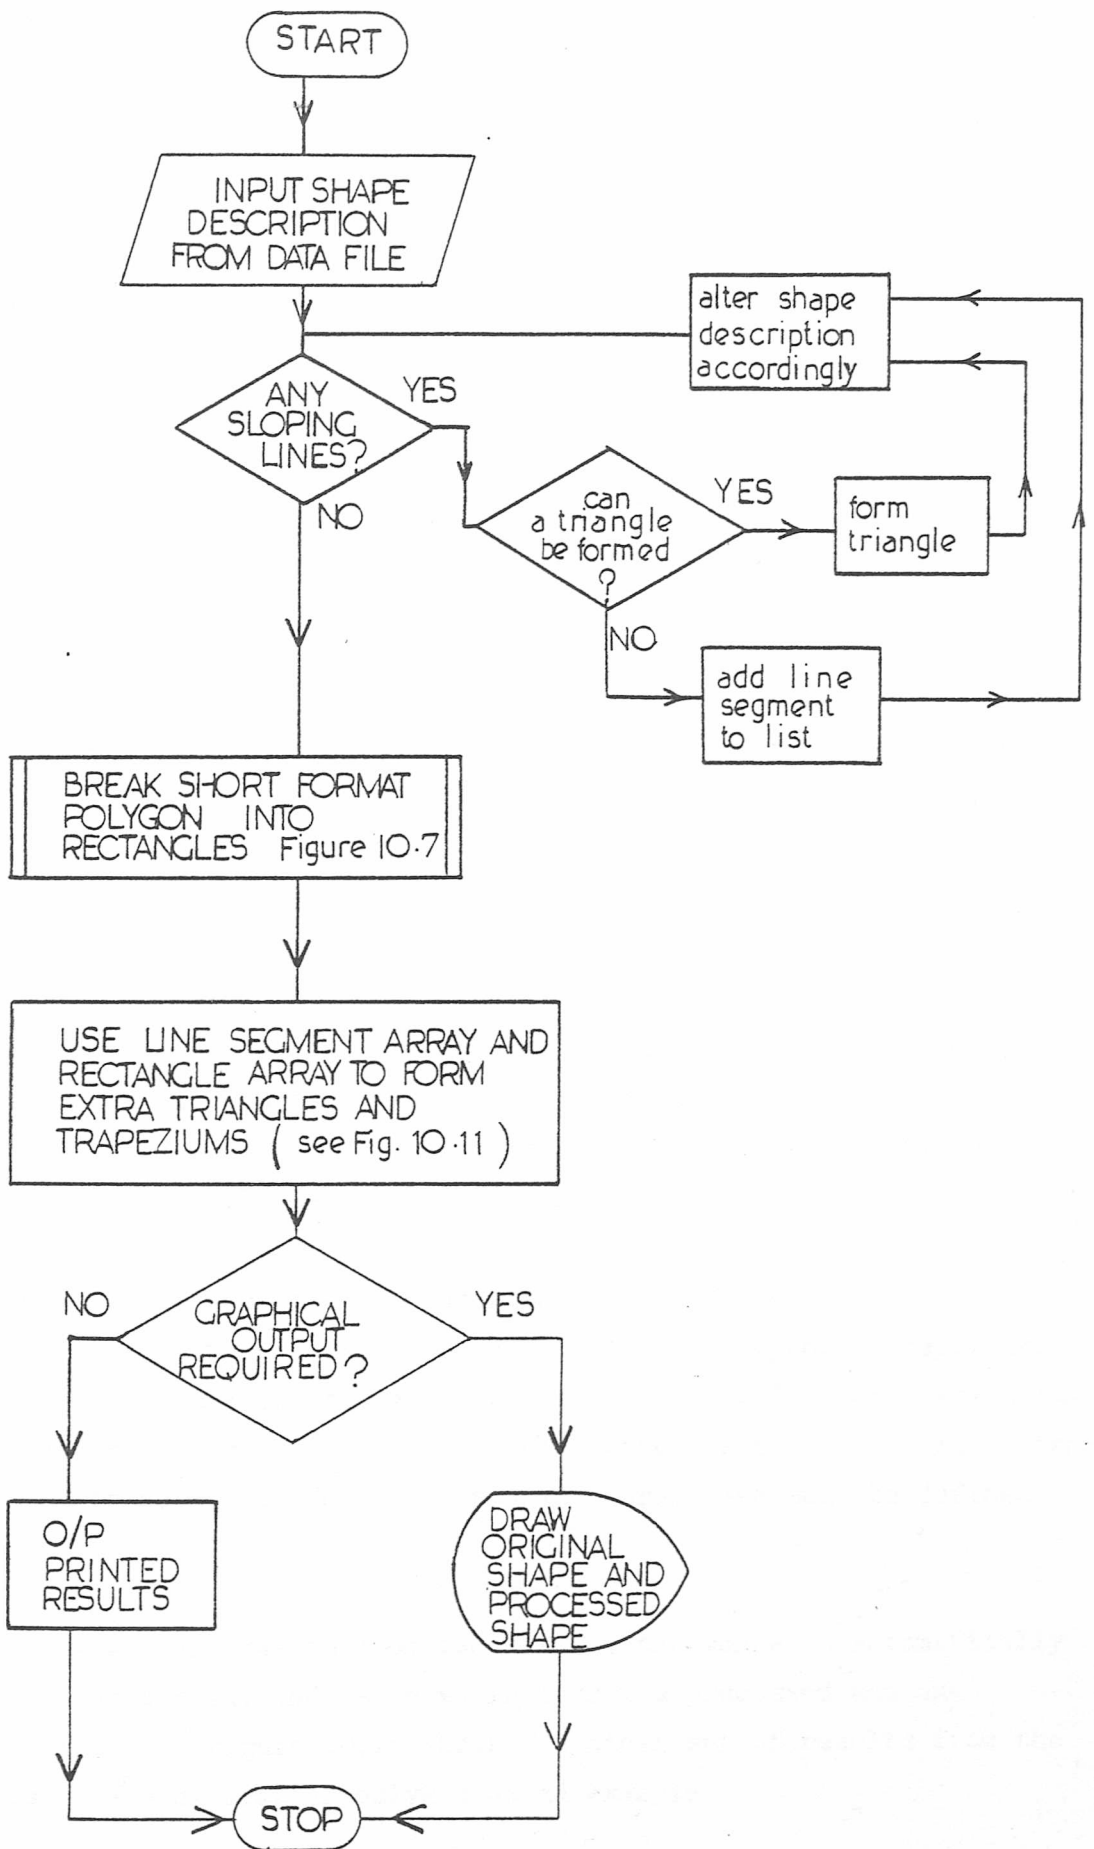 START
INPUT SHAPE
DESCRIPTION
FROM DATA FILE
alter shape
description
accordingly
ANY
SLOPING
LINES?
YES
NO
can
a triangle
be formed
?
YES
form
triangle
NO
add line
segment
to list
BREAK SHORT FORMAT
POLYGON INTO
RECTANGLES Figure 10.7
USE LINE SEGMENT ARRAY AND
RECTANGLE ARRAY TO FORM
EXTRA TRIANGLES AND
TRAPEZIUMS ( see Fig. 10.11 )
NO
YES
GRAPHICAL
OUTPUT
REQUIRED?
O/P
PRINTED
RESULTS
DRAW
ORIGINAL
SHAPE AND
PROCESSED
SHAPE
STOP